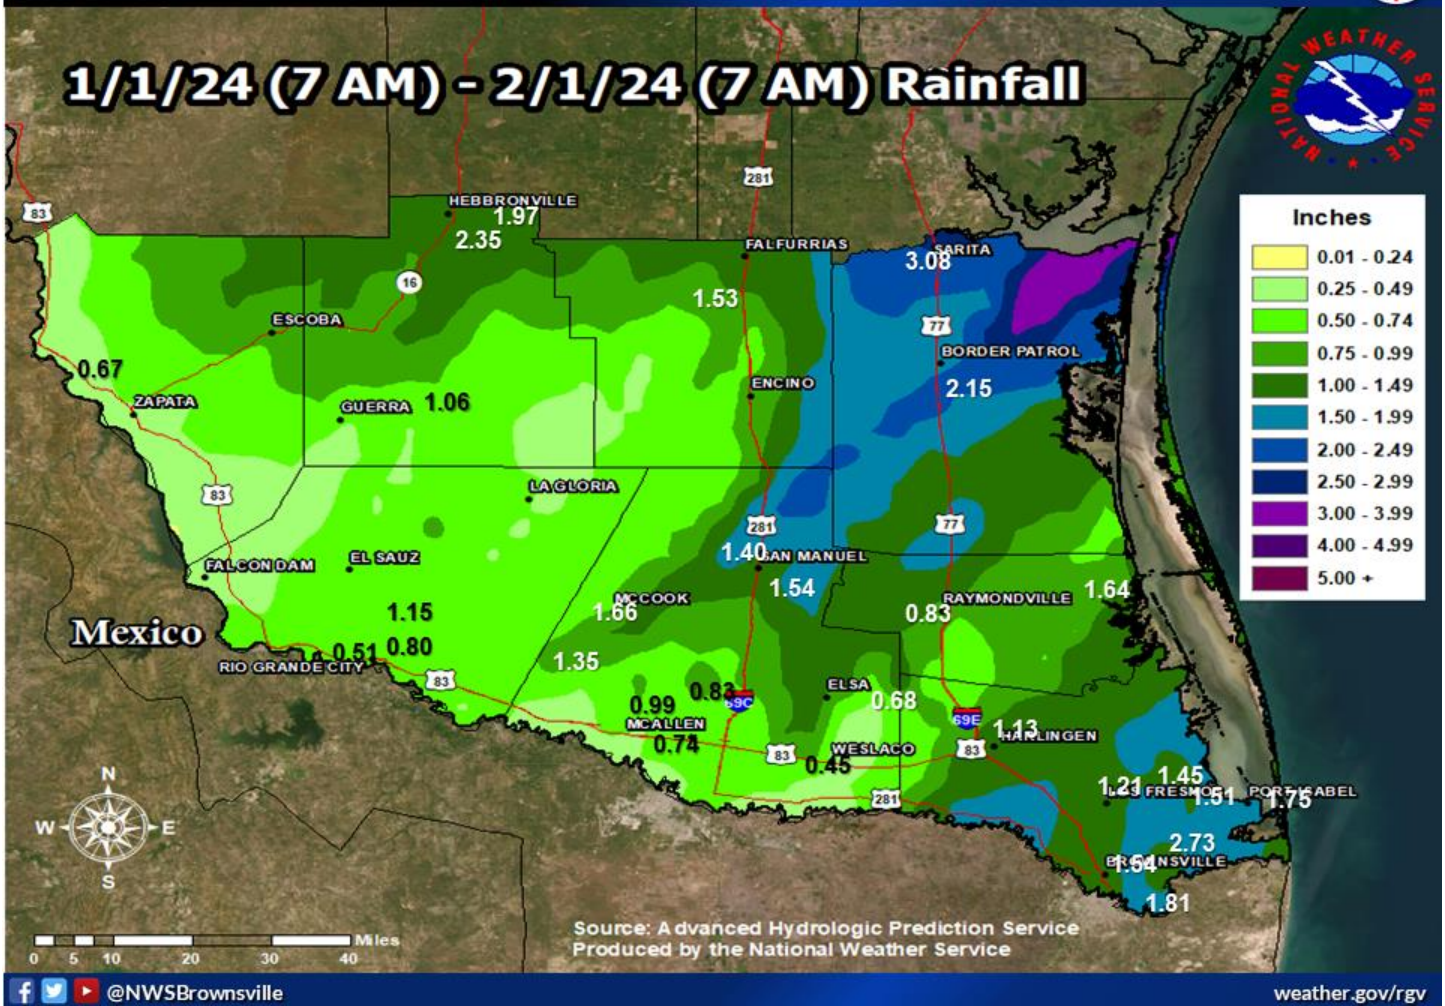 1/1/24 (7 AM) - 2/1/24 (7 AM) Rainfall
NATIONAL WEATHER SERVICE
Inches
0.01 - 0.24
0.25 - 0.49
0.50 - 0.74
0.75 - 0.99
1.00 - 1.49
1.50 - 1.99
2.00 - 2.49
2.50 - 2.99
3.00 - 3.99
4.00 - 4.99
5.00 +
281
83
HEBBRONVILLE
1.97
2.35
FALFURRIAS
SARITA
3.08
16
1.53
ESCOBA
77
BORDER PATROL
0.67
ZAPATA
GUERRA
1.06
ENCINO
2.15
83
LA GLORIA
281
77
1.40
SAN MANUEL
FALCON DAM
EL SAUZ
1.54
1.64
MCCOOK
RAYMONDVILLE
1.15
1.66
0.83
Mexico
0.51
0.80
RIO GRANDE CITY
1.35
83
ELSA
0.68
0.83
69C
0.99
MCALLEN
0.74
69E
1.13
HARLINGEN
83
WESLACO
83
0.45
281
1.21
1.45
LOS FRESNOS
1.51
PORT ISABEL
1.75
2.73
BROWNSVILLE
1.54
1.81
N
W
E
S
Miles
0 5 10 20 30 40
Source: Advanced Hydrologic Prediction Service
Produced by the National Weather Service
@NWSBrownsville
weather.gov/rgv